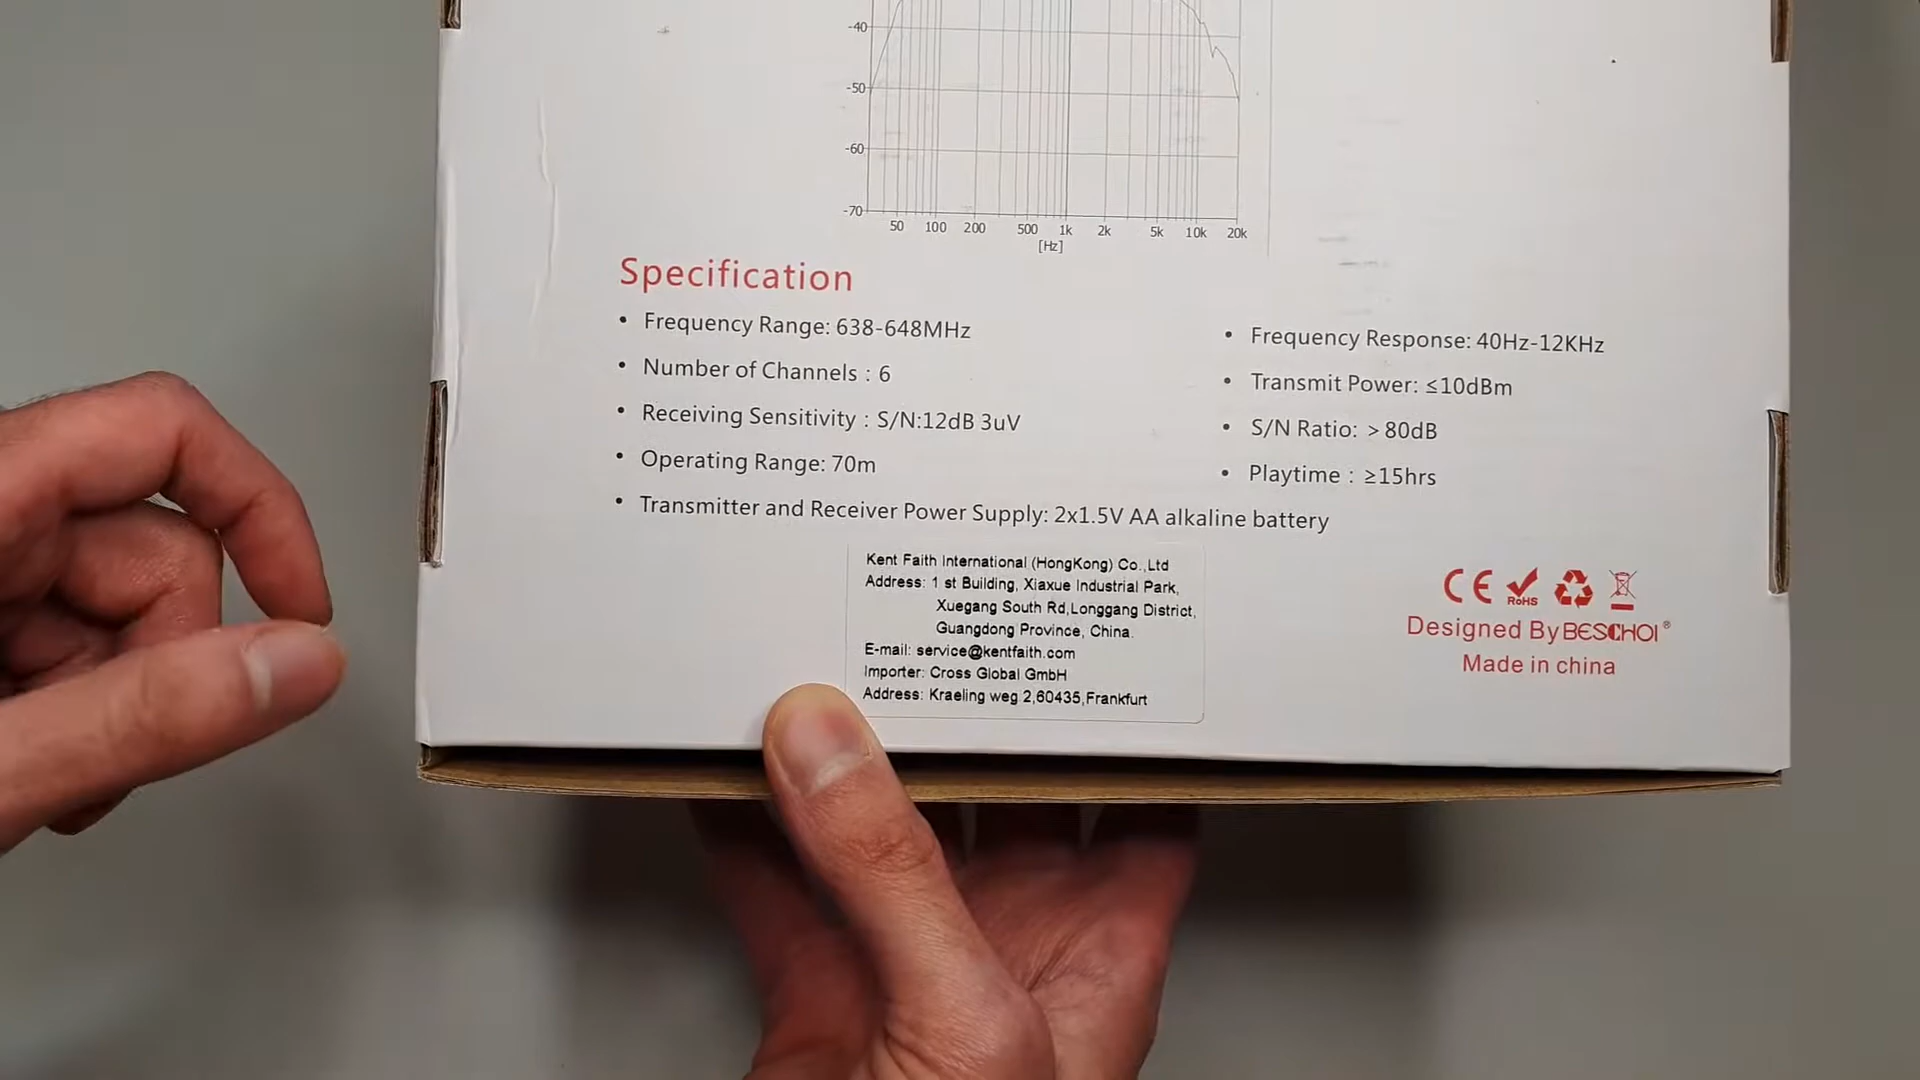 -40
-50
-60
-70
50 100 200 500 1k 2k 5k 10k 20k
[Hz]
Specification
• Frequency Range: 638-648MHz
• Number of Channels : 6
• Receiving Sensitivity : S/N:12dB 3uV
• Operating Range: 70m
• Transmitter and Receiver Power Supply: 2x1.5V AA alkaline battery
• Frequency Response: 40Hz-12KHz
• Transmit Power: ≤10dBm
• S/N Ratio: > 80dB
• Playtime : ≥15hrs
Kent Faith International (HongKong) Co.,Ltd
Address: 1 st Building, Xiaxue Industrial Park,
Xuegang South Rd,Longgang District,
Guangdong Province, China.
E-mail: service@kentfaith.com
Importer: Cross Global GmbH
Address: Kraeling weg 2,60435,Frankfurt
CE RoHS
Designed By BESCHOI®
Made in china